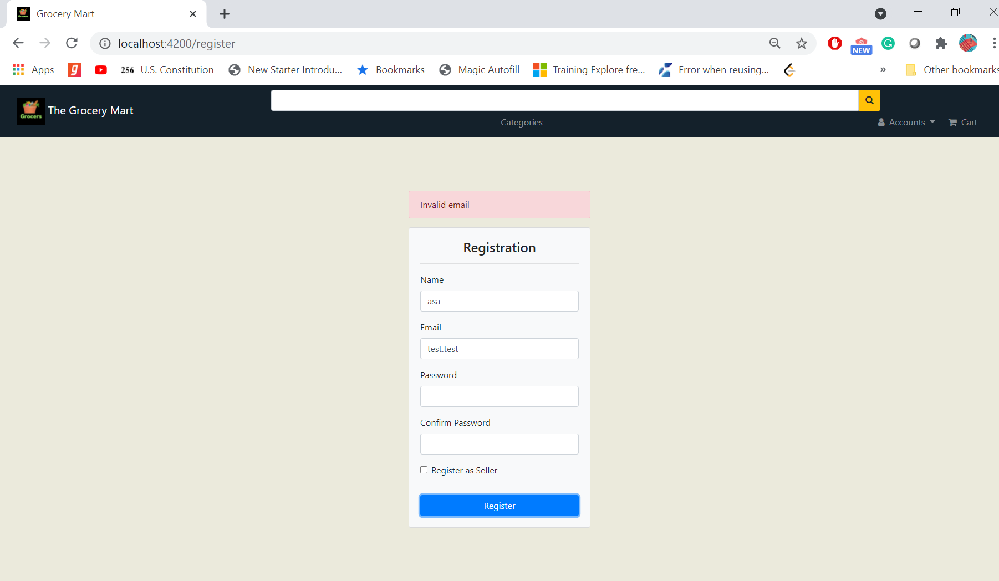 Grocery Mart
localhost:4200/register
NEW
Apps
256 U.S. Constitution
New Starter Introdu...
Bookmarks
Magic Autofill
Training Explore fre...
Error when reusing...
»
Other bookmarks
Grocers
The Grocery Mart
Categories
Accounts
Cart
Invalid email
Registration
Name
asa
Email
test.test
Password
Confirm Password
Register as Seller
Register